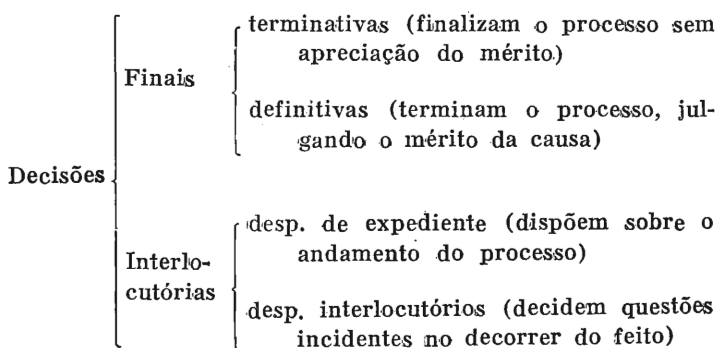 terminativas (finalizam o processo sem
apreciação do mérito)
Finais
definitivas (terminam o processo, jul-
gando o mérito da causa)
Decisões
desp. de expediente (dispõem sobre o
andamento do processo)
Interlo-
cutórias
desp. interlocutórios (decidem questões
incidentes no decorrer do feito)